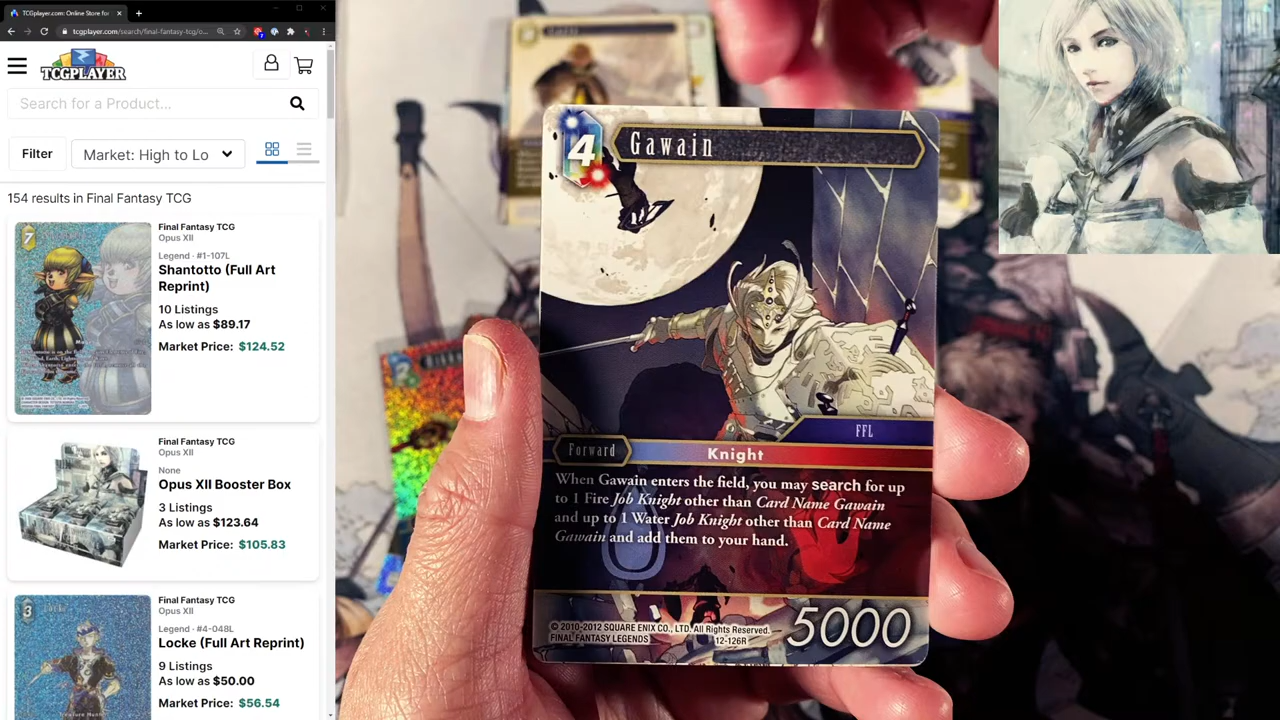 TCGplayer.com: Online Store for
tcgplayer.com/search/final-fantasy-tcg/o...
TCGPLAYER
Search for a Product...
Filter
Market: High to Lo
154 results in Final Fantasy TCG
7
Final Fantasy TCG
Opus XII
Legend · #1-107L
Shantotto (Full Art
Reprint)
10 Listings
As low as $89.17
Market Price: $124.52
Final Fantasy TCG
Opus XII
None
Opus XII Booster Box
3 Listings
As low as $123.64
Market Price: $105.83
3
Final Fantasy TCG
Opus XII
Legend · #4-048L
Locke (Full Art Reprint)
9 Listings
As low as $50.00
Market Price: $56.54
4
Gawain
FFL
Forward
Knight
When Gawain enters the field, you may search for up
to 1 Fire Job Knight other than Card Name Gawain
and up to 1 Water Job Knight other than Card Name
Gawain and add them to your hand.
© 2010-2012 SQUARE ENIX CO., LTD. All Rights Reserved.
FINAL FANTASY LEGENDS
12-126R
5000